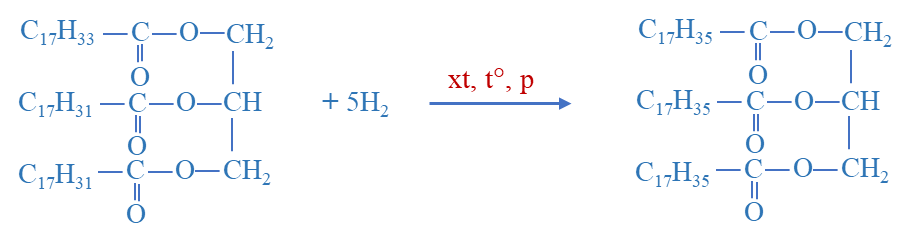 C₁₇H₃₃—C—O—CH₂
O
C₁₇H₃₁—C—O—CH
O
C₁₇H₃₁—C—O—CH₂
O
+ 5H₂
xt, t°, p
C₁₇H₃₅—C—O—CH₂
O
C₁₇H₃₅—C—O—CH
O
C₁₇H₃₅—C—O—CH₂
O